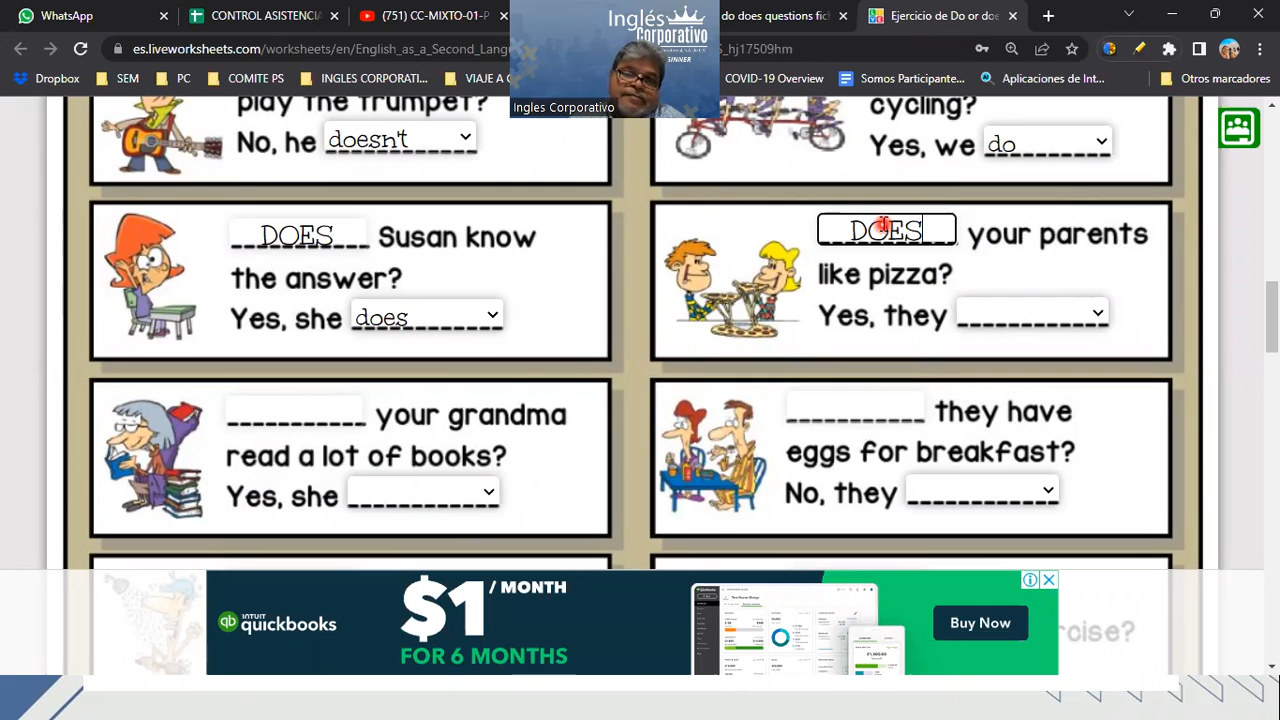 WhatsApp
CONTROL ASISTENCIA
(751) MIXTO-01-P
do does questions fict
Ejercicio de do or doe
es.liveworksheets.com/worksheets/en/English_as_a_Second_Lang
5_hj17509hm
Dropbox
SEM
PC
COMITE PS
INGLES CORPORATI...
VIAJE A
COVID-19 Overview
Somos Participante...
Aplicaciones de Int...
Otros marcadores
Inglés
Corporativo
Ingles Corporativo
play the trumpet?
No, he doesn't
cycling?
Yes, we do
DOES Susan know
the answer?
Yes, she does
DOES your parents
like pizza?
Yes, they
your grandma
read a lot of books?
Yes, she
they have
eggs for breakfast?
No, they
INTUIT
quickbooks
$1 / MONTH
FOR 6 MONTHS
Buy Now